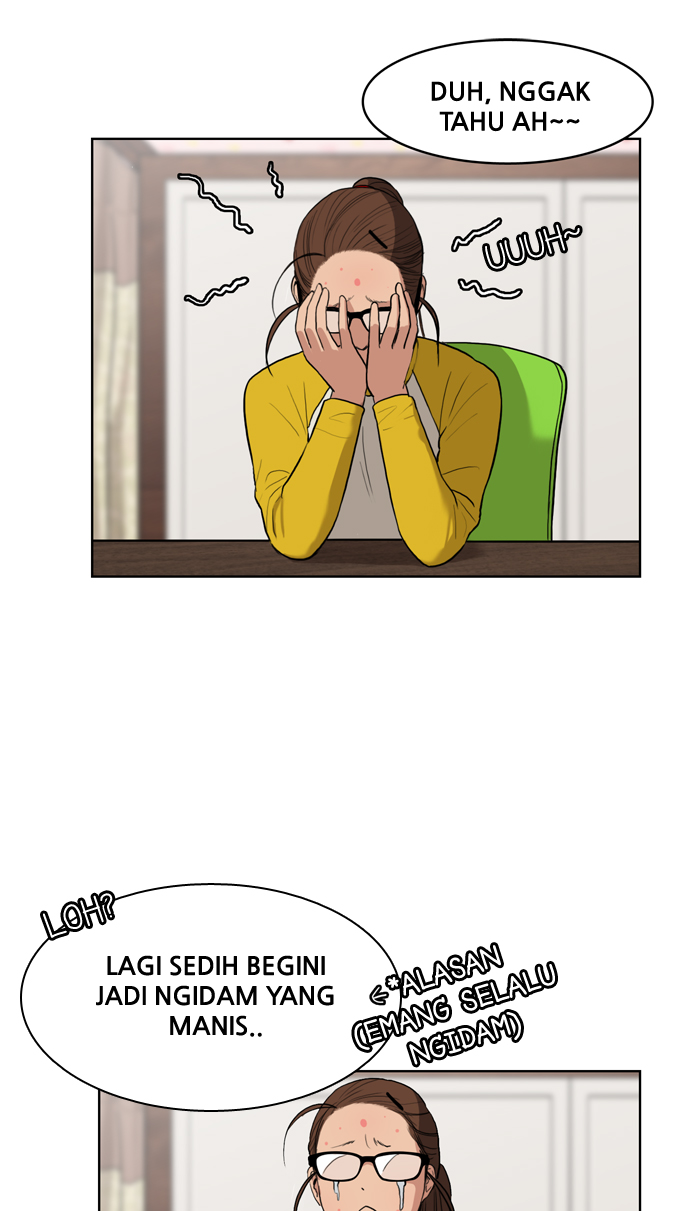 DUH, NGGAK
TAHU AH~~
UUUH~
LOH?
LAGI SEDIH BEGINI
JADI NGIDAM YANG
MANIS..
<*ALASAN
(EMANG SELALU
NGIDAM)